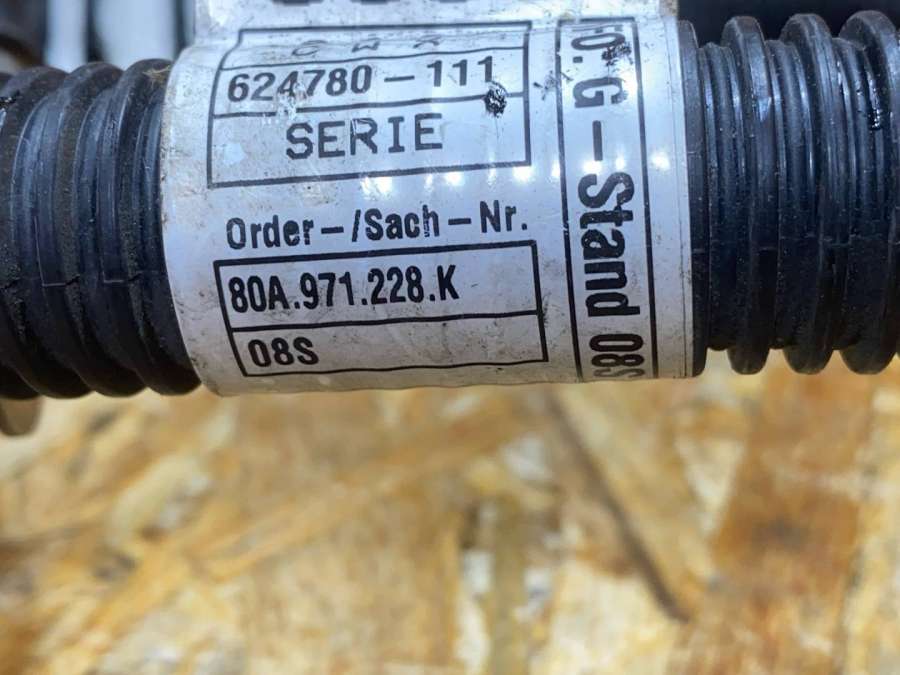 624780-111
SERIE
Order-/Sach-Nr.
80A.971.228.K
08S
G-Stand 08S